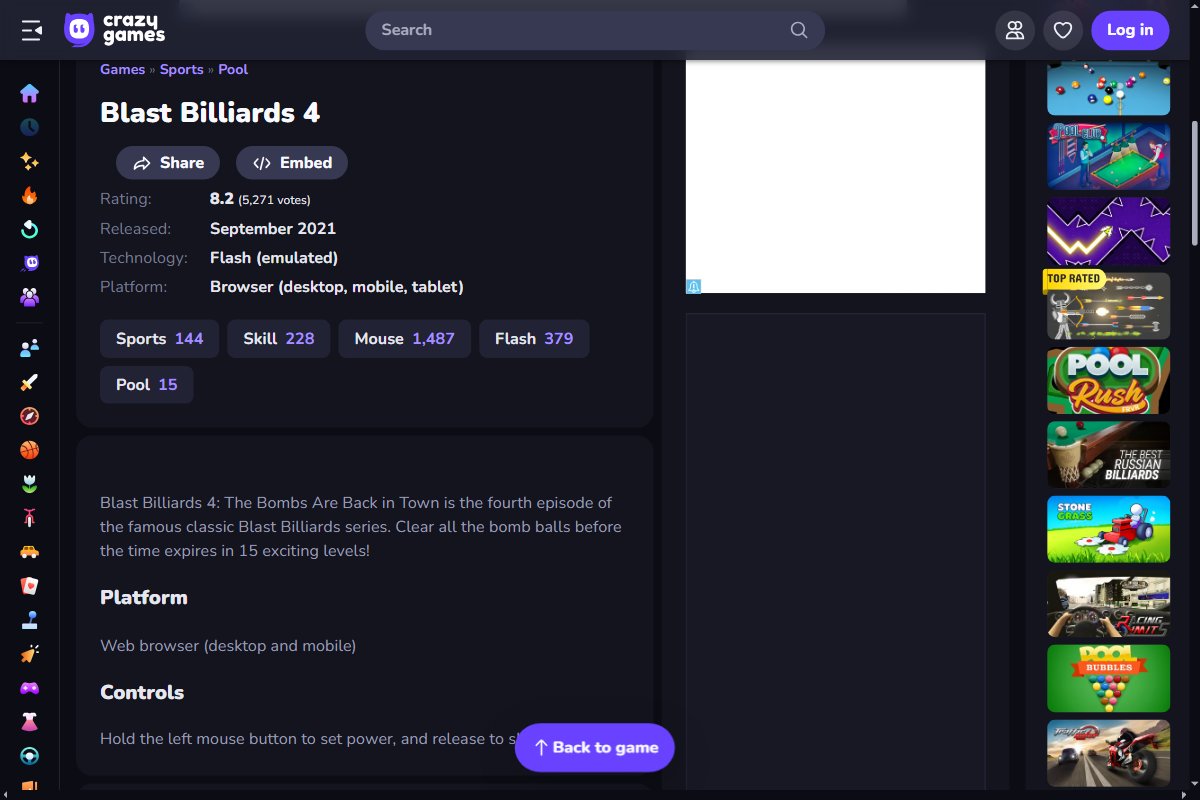 crazy
games
Search
Log in
Games » Sports » Pool
Blast Billiards 4
Share
Embed
Rating: 8.2 (5,271 votes)
Released: September 2021
Technology: Flash (emulated)
Platform: Browser (desktop, mobile, tablet)
Sports 144
Skill 228
Mouse 1,487
Flash 379
Pool 15
Blast Billiards 4: The Bombs Are Back in Town is the fourth episode of
the famous classic Blast Billiards series. Clear all the bomb balls before
the time expires in 15 exciting levels!
Platform
Web browser (desktop and mobile)
Controls
Hold the left mouse button to set power, and release to
Back to game
POOL CLUB
TOP RATED
POOL
Rush
FRVR
THE BEST
RUSSIAN
BILLIARDS
STONE
GRASS
RACING
LIMITS
POOL
BUBBLES